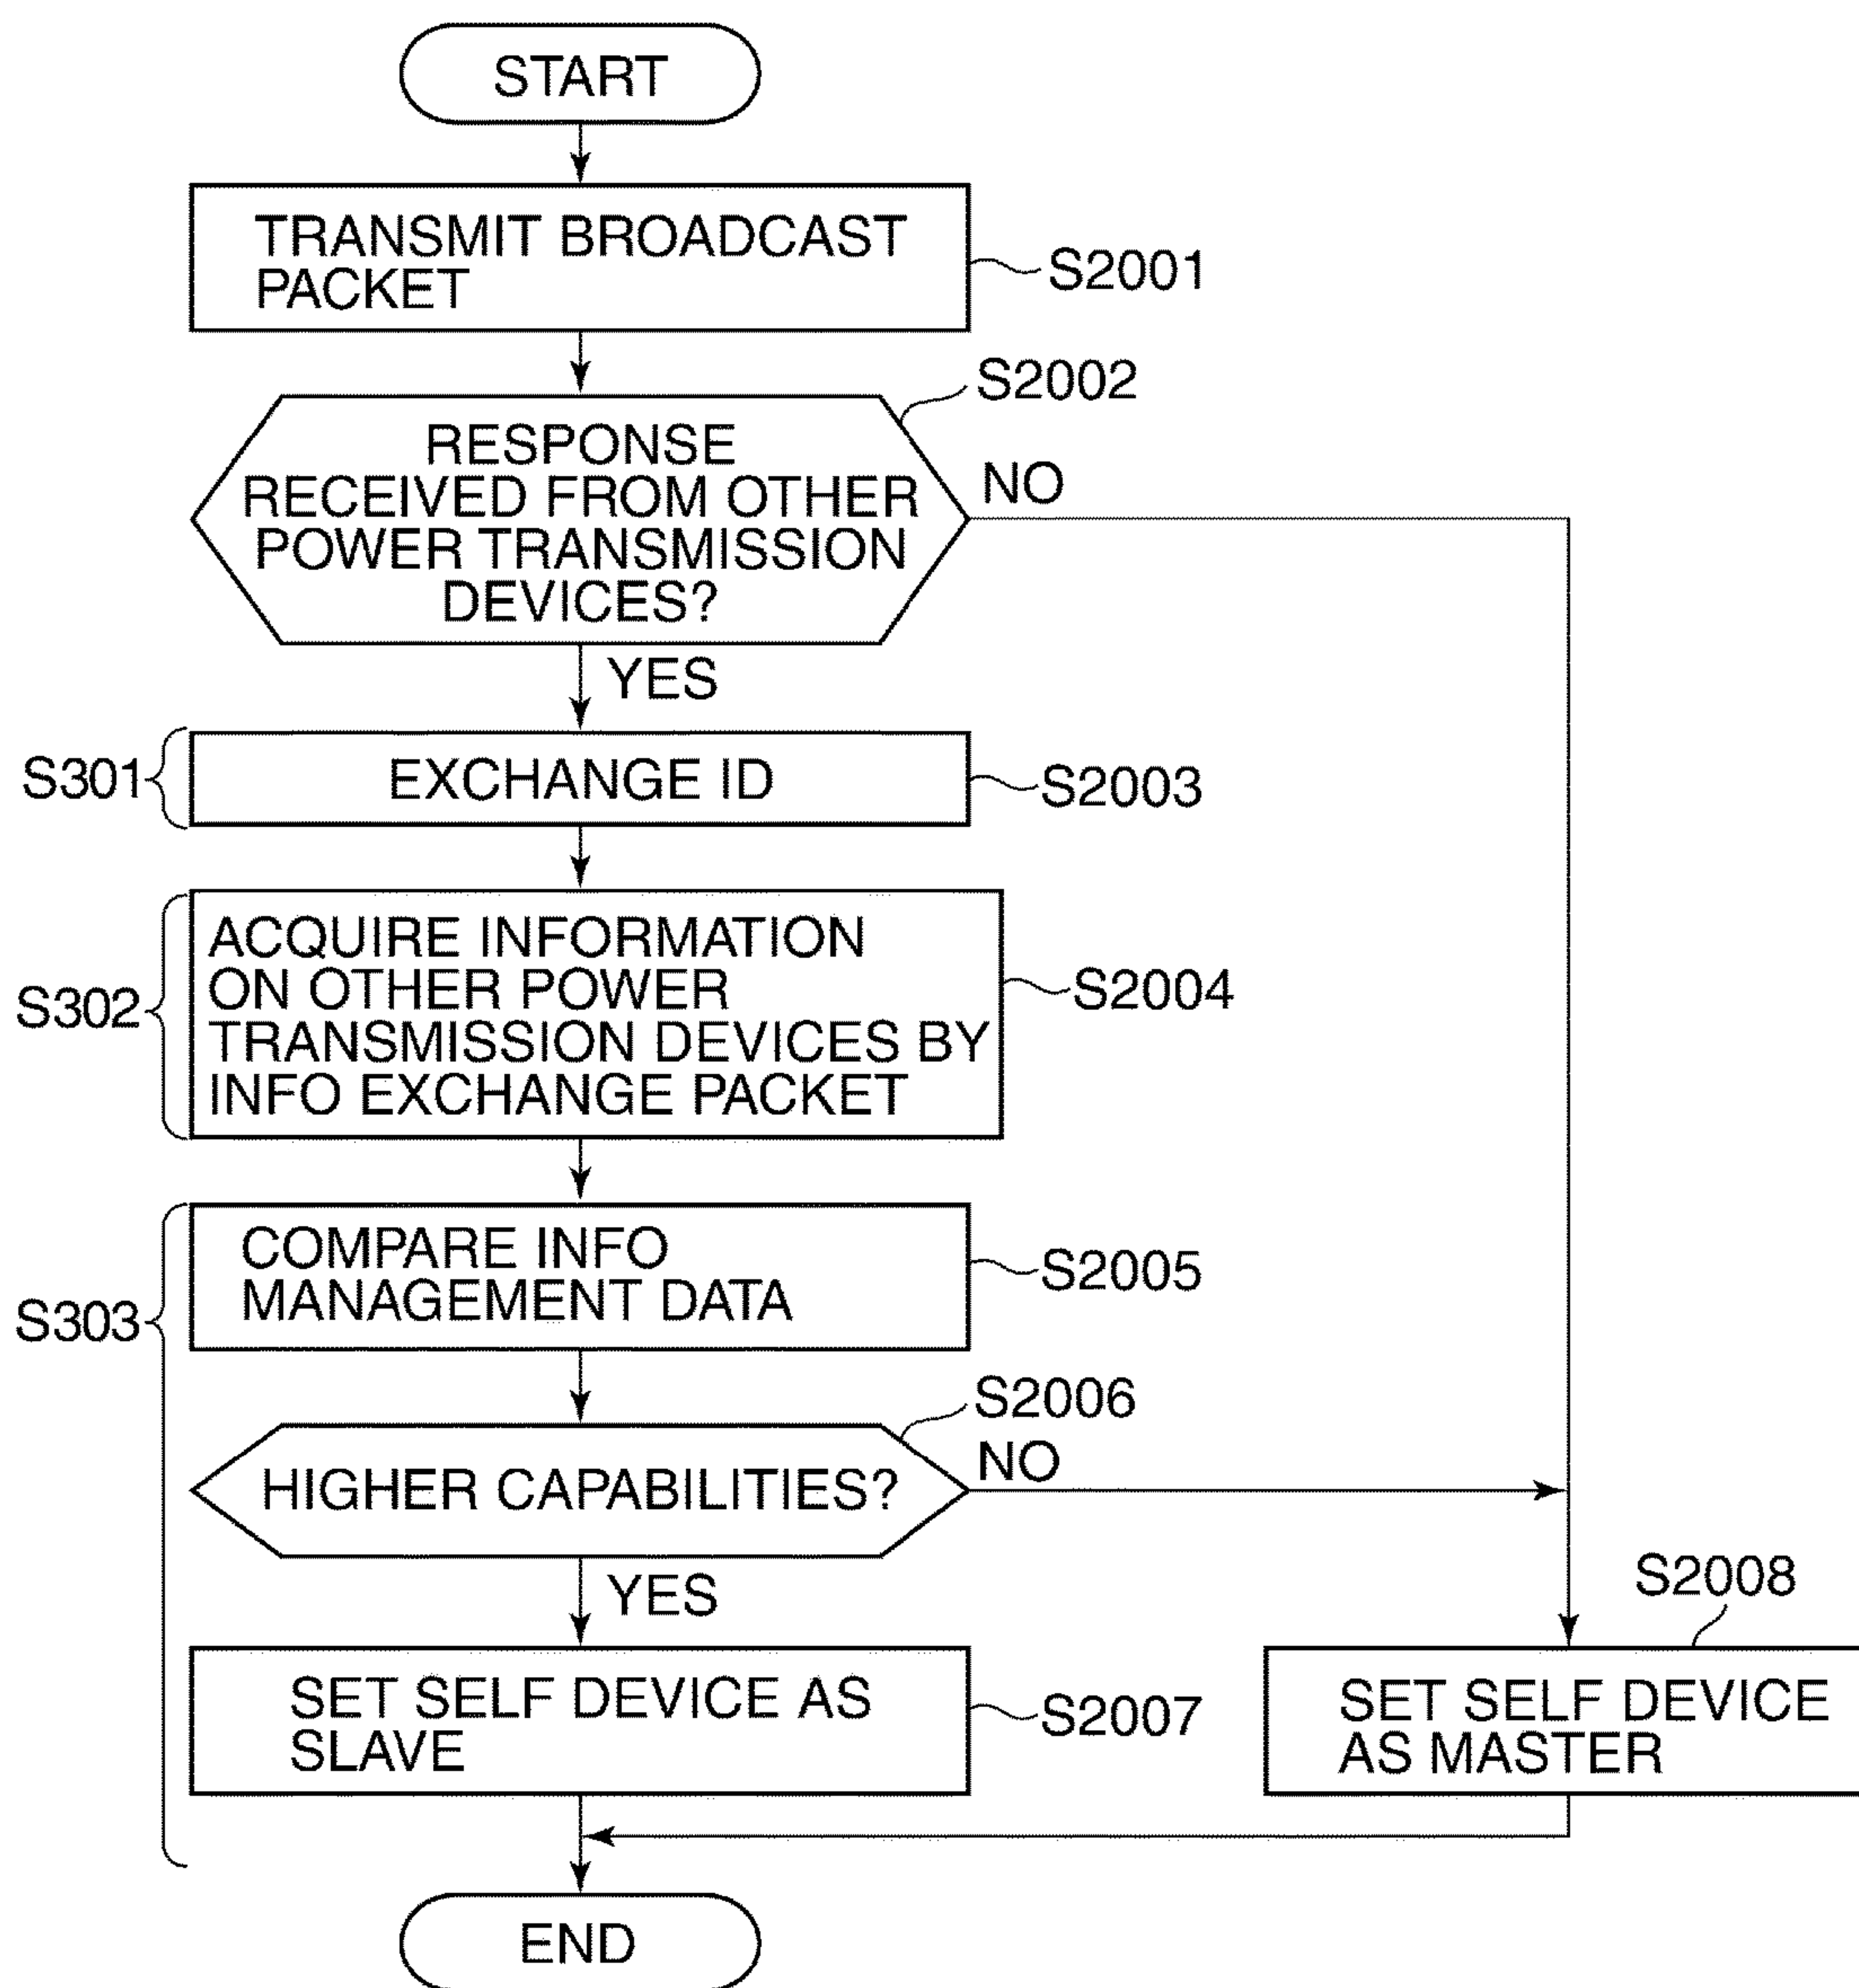 START
TRANSMIT BROADCAST
PACKET
S2001
S2002
RESPONSE
RECEIVED FROM OTHER
POWER TRANSMISSION
DEVICES?
NO
YES
S301
EXCHANGE ID
S2003
S302
ACQUIRE INFORMATION
ON OTHER POWER
TRANSMISSION DEVICES BY
INFO EXCHANGE PACKET
S2004
S303
COMPARE INFO
MANAGEMENT DATA
S2005
S2006
HIGHER CAPABILITIES?
NO
YES
SET SELF DEVICE AS
SLAVE
S2007
S2008
SET SELF DEVICE
AS MASTER
END